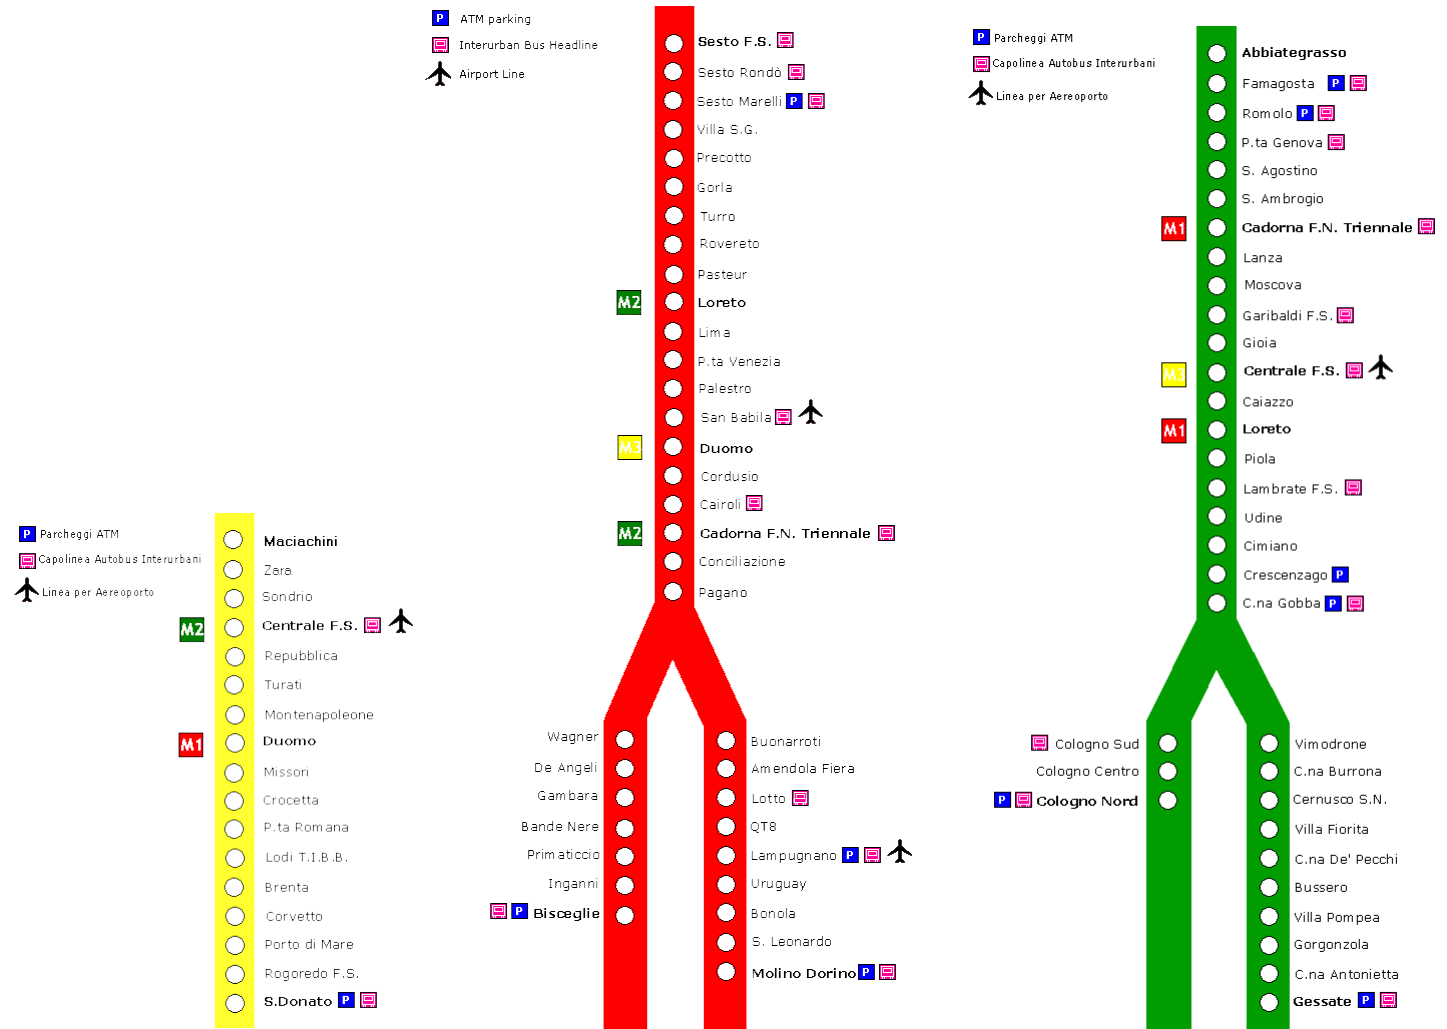 P Parcheggi ATM
Capolinea Autobus Interurbani
Linea per Aereoporto
Maciachini
Zara
Sondrio
M2 Centrale F.S.
Repubblica
Turati
Montenapoleone
M1 Duomo
Missori
Crocetta
P.ta Romana
Lodi T.I.B.B.
Brenta
Corvetto
Porto di Mare
Rogoredo F.S.
S.Donato P
P ATM parking
Interurban Bus Headline
Airport Line
Sesto F.S.
Sesto Rondò
Sesto Marelli P
Villa S.G.
Precotto
Gorla
Turro
Rovereto
Pasteur
M2 Loreto
Lima
P.ta Venezia
Palestro
San Babila
M3 Duomo
Cordusio
Cairoli
M2 Cadorna F.N. Triennale
Conciliazione
Pagano
Wagner
De Angeli
Gambara
Bande Nere
Primaticcio
Inganni
P Bisceglie
Buonarroti
Amendola Fiera
Lotto
QT8
Lampugnano P
Uruguay
Bonola
S. Leonardo
Molino Dorino P
P Parcheggi ATM
Capolinea Autobus Interurbani
Linea per Aereoporto
Abbiategrasso
Famagosta P
Romolo P
P.ta Genova
S. Agostino
S. Ambrogio
M1 Cadorna F.N. Triennale
Lanza
Moscova
Garibaldi F.S.
Gioia
M3 Centrale F.S.
Caiazzo
M1 Loreto
Piola
Lambrate F.S.
Udine
Cimiano
Crescenzago P
C.na Gobba P
Cologno Sud
Cologno Centro
P Cologno Nord
Vimodrone
C.na Burrona
Cernusco S.N.
Villa Fiorita
C.na De' Pecchi
Bussero
Villa Pompea
Gorgonzola
C.na Antonietta
Gessate P